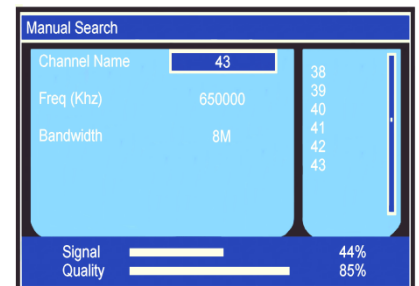 Manual Search
Channel Name 43
Freq (Khz) 650000
Bandwidth 8M
38
39
40
41
42
43
Signal 44%
Quality 85%